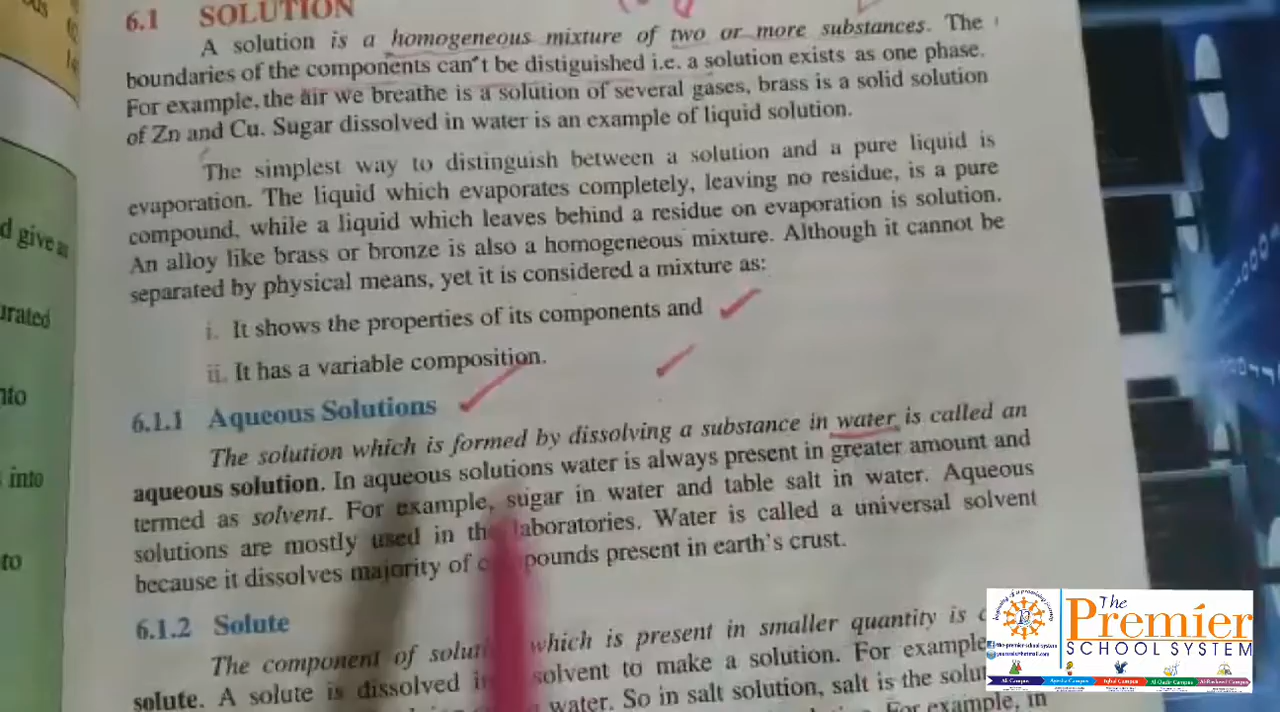 6.1 SOLUTION
A solution is a homogeneous mixture of two or more substances. The
boundaries of the components can't be distiguished i.e. a solution exists as one phase.
For example, the air we breathe is a solution of several gases, brass is a solid solution
of Zn and Cu. Sugar dissolved in water is an example of liquid solution.
The simplest way to distinguish between a solution and a pure liquid is
evaporation. The liquid which evaporates completely, leaving no residue, is a pure
compound, while a liquid which leaves behind a residue on evaporation is solution.
An alloy like brass or bronze is also a homogeneous mixture. Although it cannot be
separated by physical means, yet it is considered a mixture as:
i. It shows the properties of its components and
ii. It has a variable composition.
6.1.1 Aqueous Solutions
The solution which is formed by dissolving a substance in water is called an
aqueous solution. In aqueous solutions water is always present in greater amount and
termed as solvent. For example, sugar in water and table salt in water. Aqueous
solutions are mostly used in the laboratories. Water is called a universal solvent
because it dissolves majority of pounds present in earth's crust.
6.1.2 Solute
The component of which is present in smaller quantity is
solute. A solute is dissolved solvent to make a solution. For example
water. So in salt solution, salt is the
For example, in
d give
urated
into
to
The
Premier
SCHOOL SYSTEM